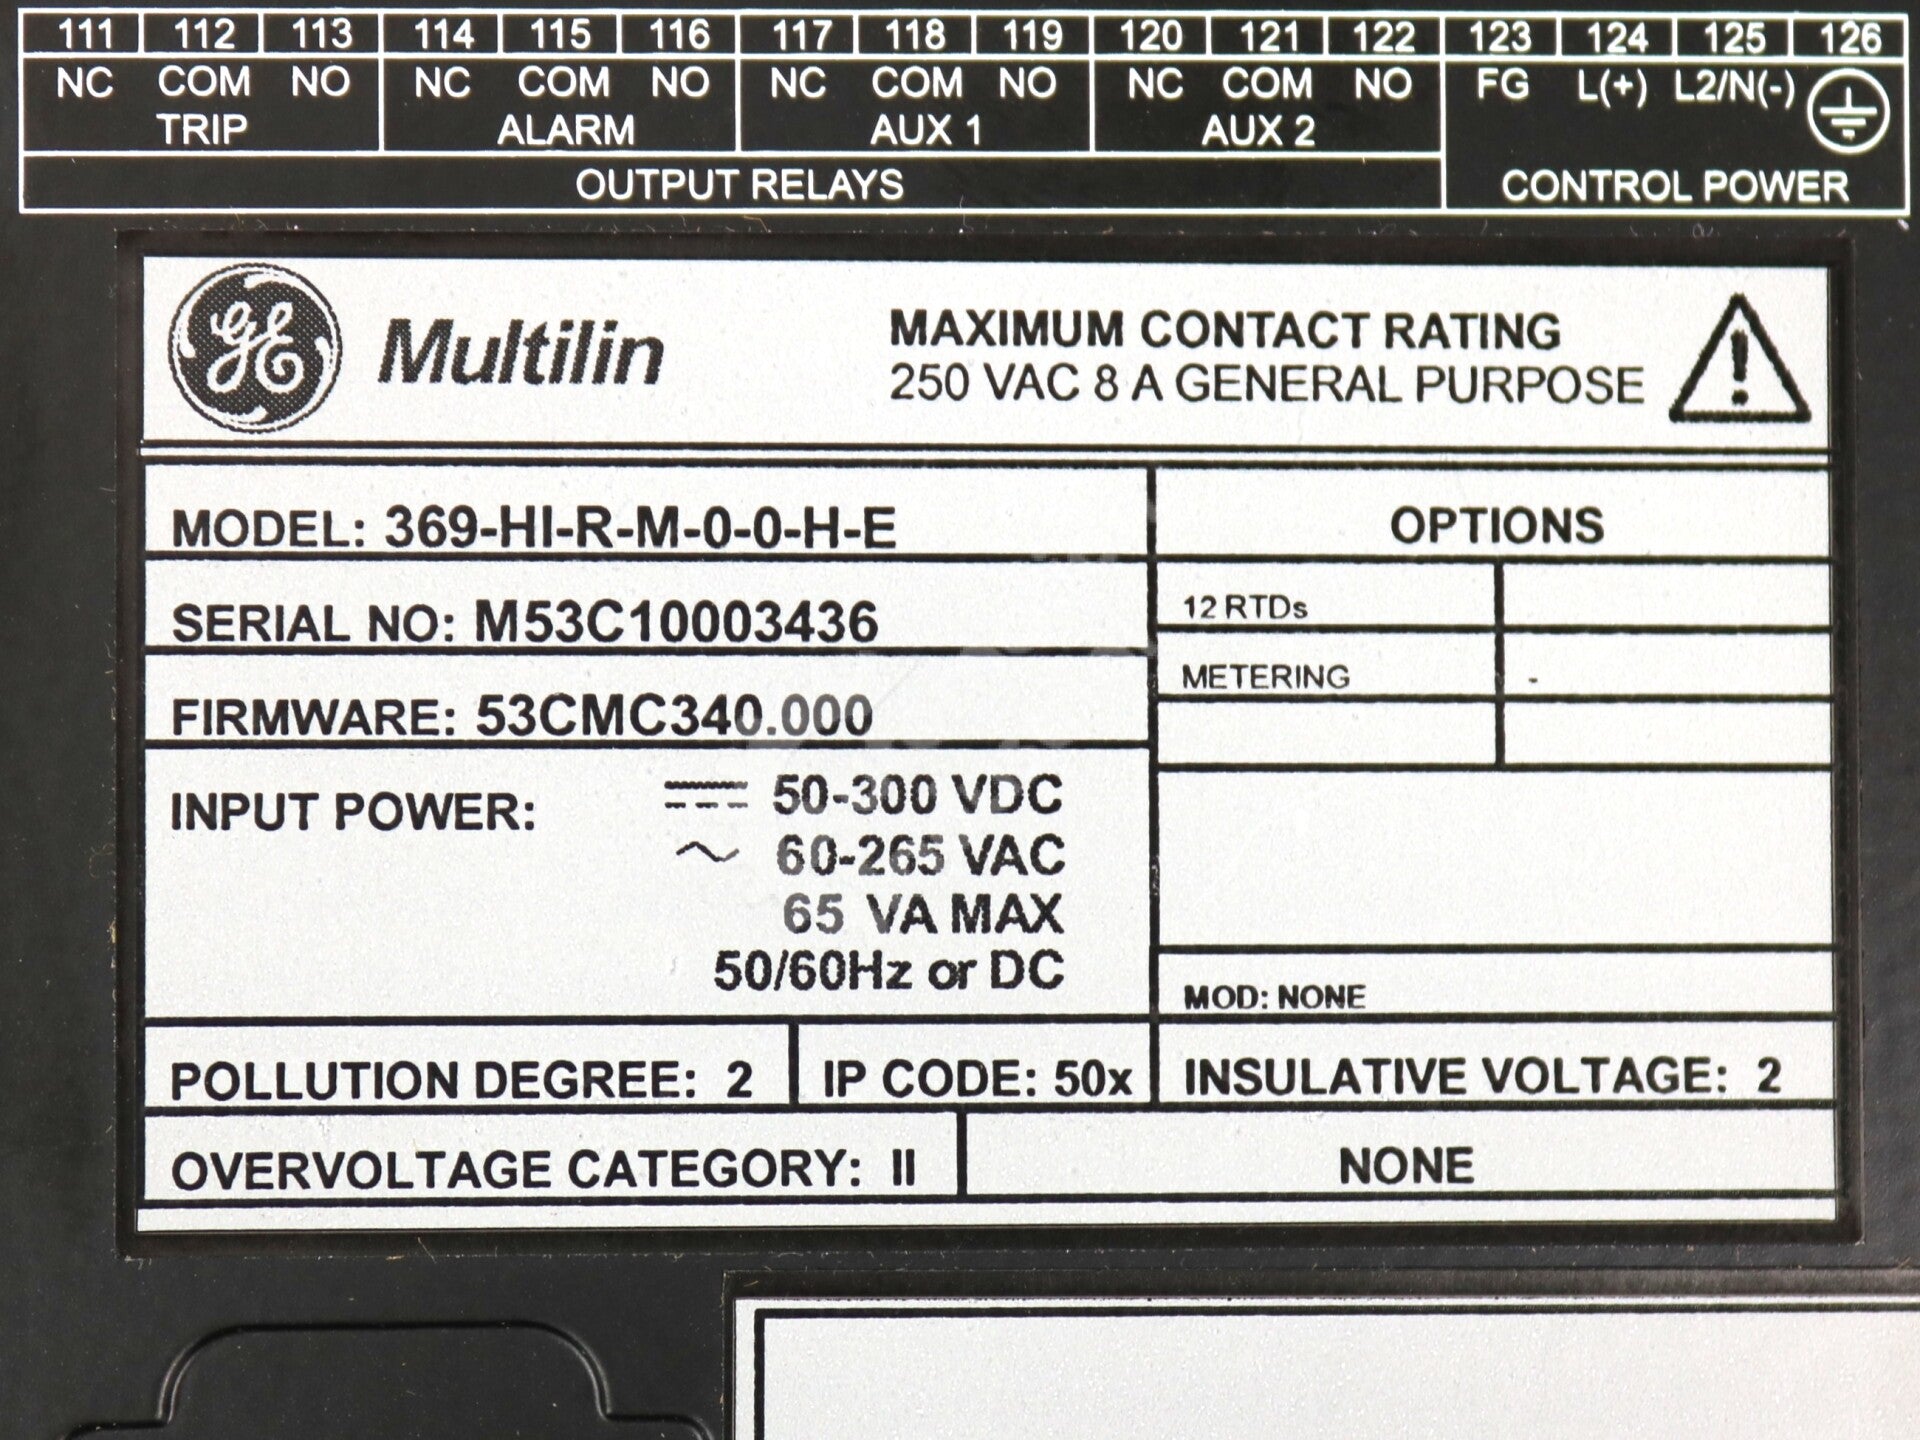 111 112 113 114 115 116 117 118 119 120 121 122 123 124 125 126
NC COM NO NC COM NO NC COM NO NC COM NO FG L(+) L2/N(-)
TRIP ALARM AUX 1 AUX 2
OUTPUT RELAYS CONTROL POWER
GE Multilin
MAXIMUM CONTACT RATING
250 VAC 8 A GENERAL PURPOSE
MODEL: 369-HI-R-M-0-0-H-E
SERIAL NO: M53C10003436
FIRMWARE: 53CMC340.000
INPUT POWER: 50-300 VDC
60-265 VAC
65 VA MAX
50/60Hz or DC
OPTIONS
12 RTDs
METERING -
MOD: NONE
POLLUTION DEGREE: 2 IP CODE: 50x INSULATIVE VOLTAGE: 2
OVERVOLTAGE CATEGORY: II NONE